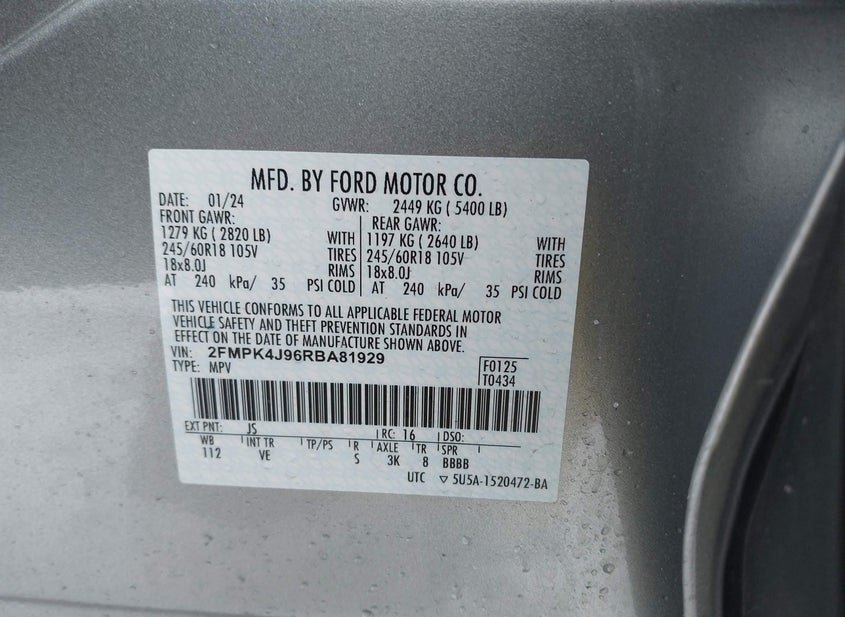 MFD. BY FORD MOTOR CO.
DATE: 01/24 GVWR: 2449 KG ( 5400 LB)
FRONT GAWR: REAR GAWR:
1279 KG ( 2820 LB) WITH 1197 KG ( 2640 LB) WITH
245/60R18 105V TIRES 245/60R18 105V TIRES
18x8.0J RIMS 18x8.0J RIMS
AT 240 kPa/ 35 PSI COLD AT 240 kPa/ 35 PSI COLD
THIS VEHICLE CONFORMS TO ALL APPLICABLE FEDERAL MOTOR
VEHICLE SAFETY AND THEFT PREVENTION STANDARDS IN
EFFECT ON THE DATE OF MANUFACTURE SHOWN ABOVE.
VIN: 2FMPK4J96RBA81929 F0125
TYPE: MPV T0434
EXT PNT: JS RC: 16 DSO:
WB INT TR TP/PS R AXLE TR SPR
112 VE S 3K 8 BBBB
UTC ▽ 5U5A-1520472-BA